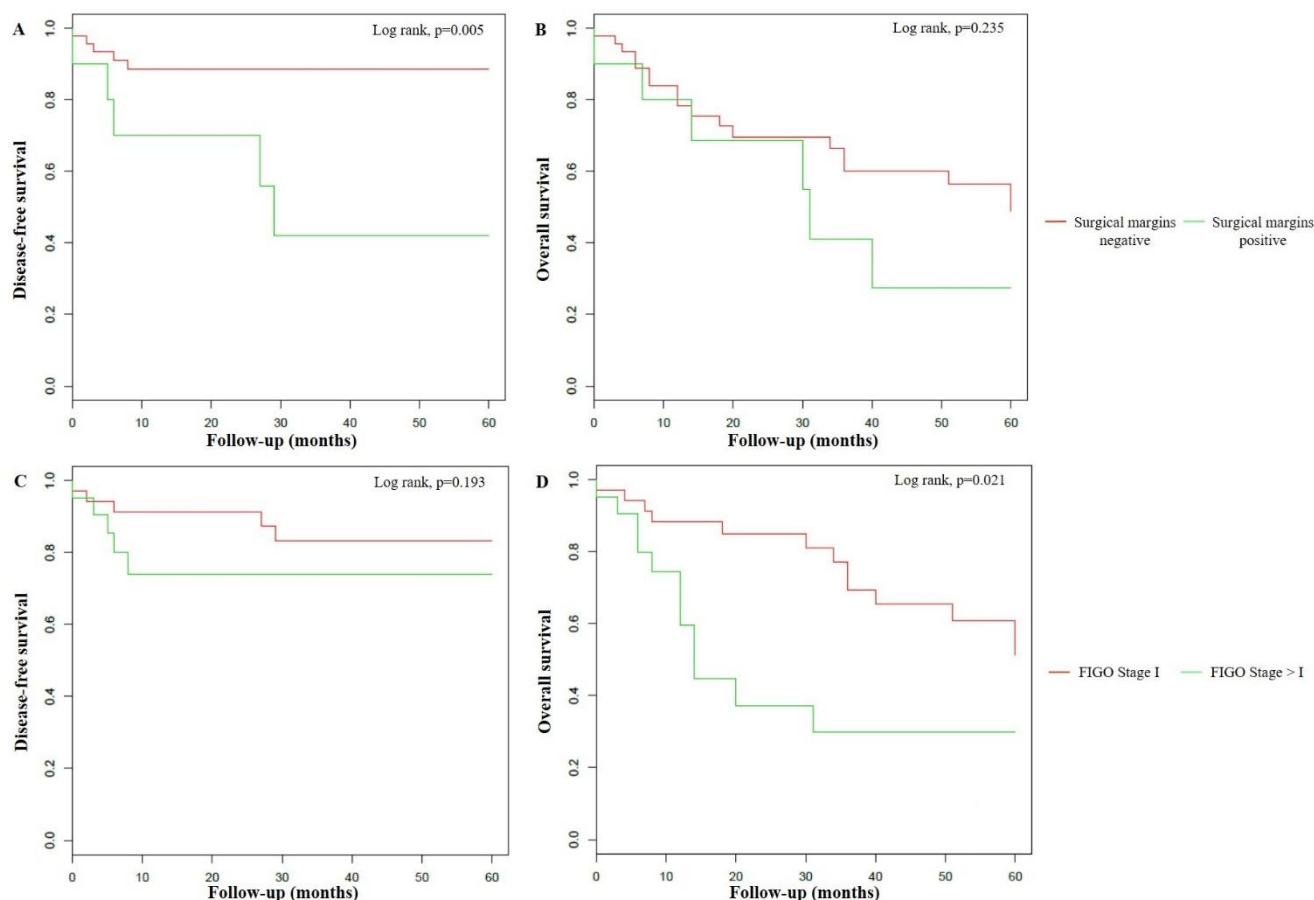 A
Log rank, p=0.005
Disease-free survival
1.0
0.8
0.6
0.4
0.2
0.0
0 10 20 30 40 50 60
Follow-up (months)
B
Log rank, p=0.235
Overall survival
1.0
0.8
0.6
0.4
0.2
0.0
0 10 20 30 40 50 60
Follow-up (months)
Surgical margins
negative
Surgical margins
positive
C
Log rank, p=0.193
Disease-free survival
1.0
0.8
0.6
0.4
0.2
0.0
0 10 20 30 40 50 60
Follow-up (months)
D
Log rank, p=0.021
Overall survival
1.0
0.8
0.6
0.4
0.2
0.0
0 10 20 30 40 50 60
Follow-up (months)
FIGO Stage I
FIGO Stage > I